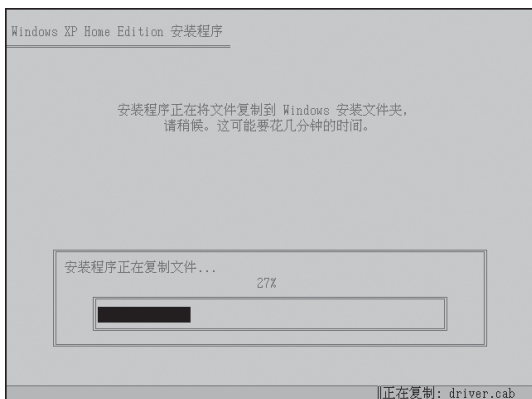 Windows XP Home Edition 安装程序
安装程序正在将文件复制到 Windows 安装文件夹,
请稍候。这可能要花几分钟的时间。
安装程序正在复制文件...
27%
正在复制: driver.cab